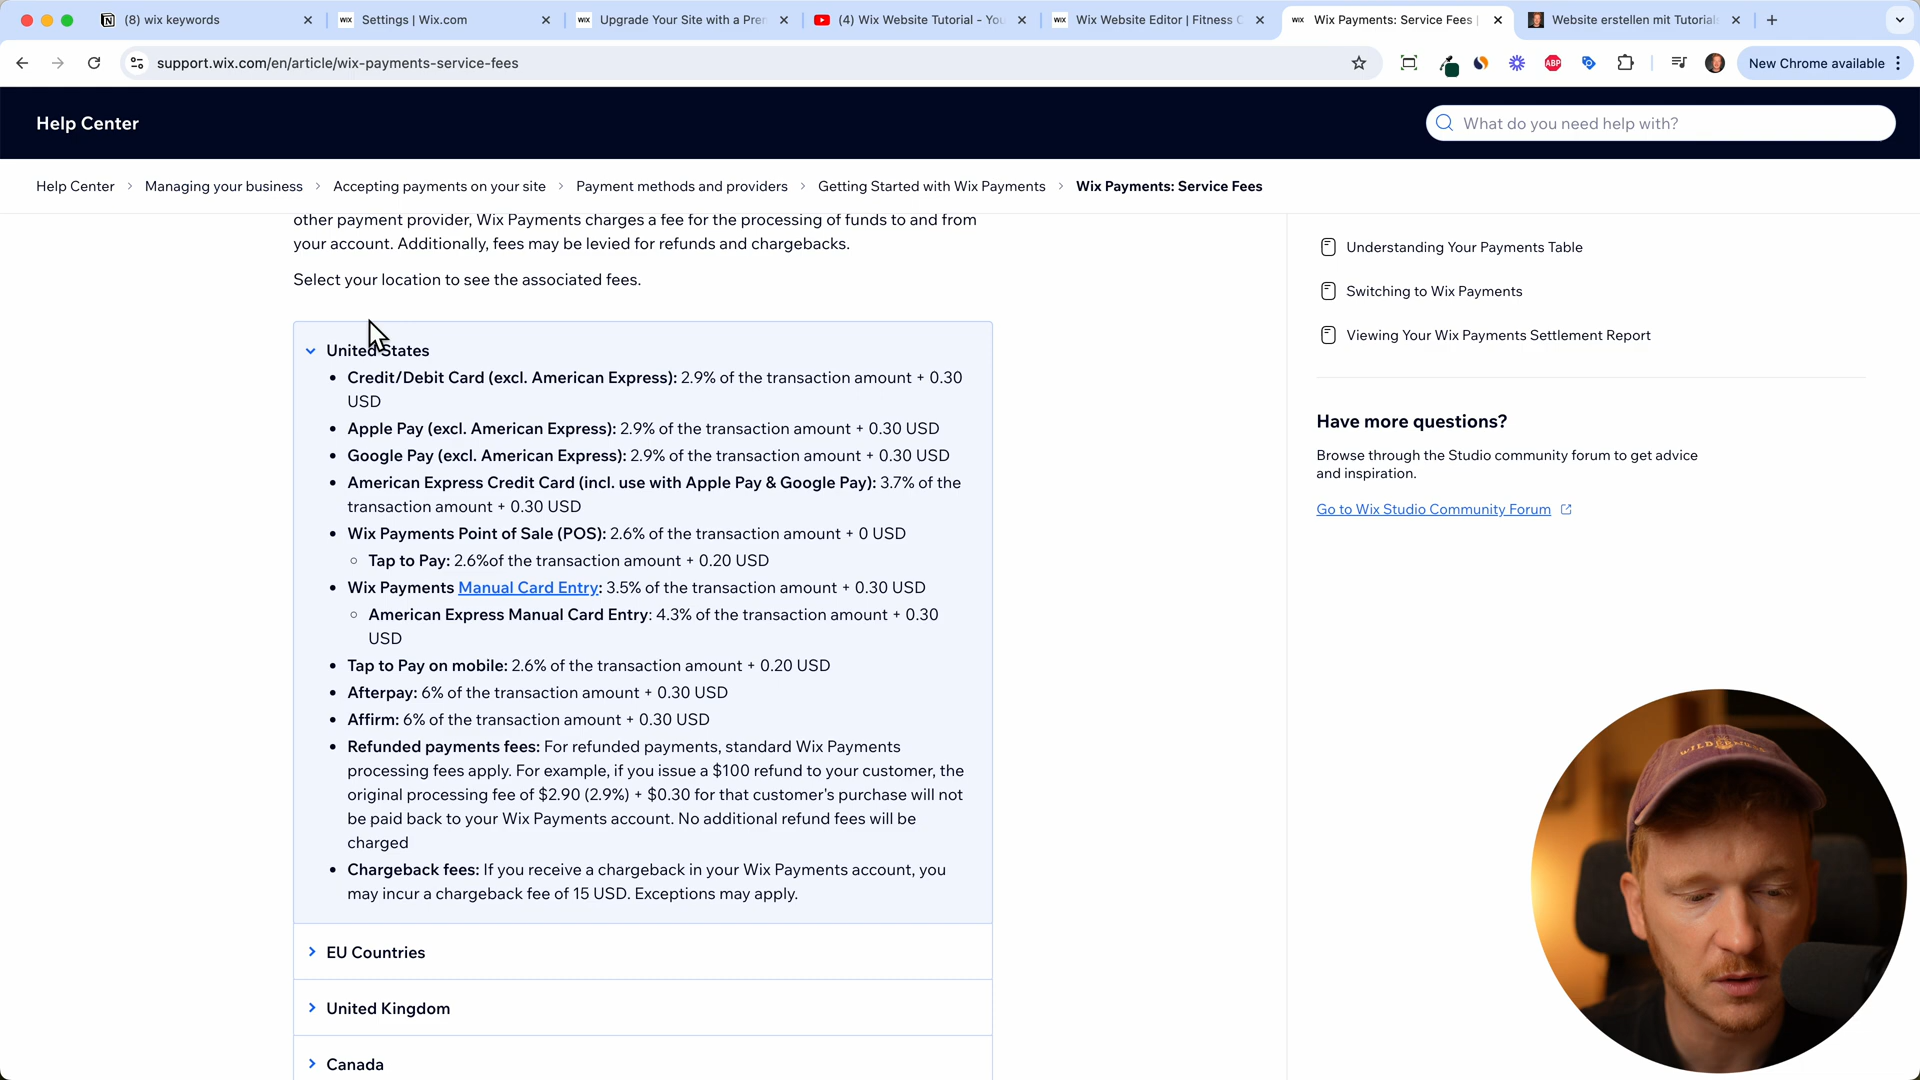 (8) wix keywords
WIX Settings | Wix.com
WIX Upgrade Your Site with a Pre
(4) Wix Website Tutorial - You
WIX Wix Website Editor | Fitness C
WIX Wix Payments: Service Fees |
Website erstellen mit Tutorial
support.wix.com/en/article/wix-payments-service-fees
ABP
New Chrome available
Help Center
What do you need help with?
Help Center > Managing your business > Accepting payments on your site > Payment methods and providers > Getting Started with Wix Payments > Wix Payments: Service Fees
other payment provider, Wix Payments charges a fee for the processing of funds to and from
your account. Additionally, fees may be levied for refunds and chargebacks.
Select your location to see the associated fees.
United States
• Credit/Debit Card (excl. American Express): 2.9% of the transaction amount + 0.30
USD
• Apple Pay (excl. American Express): 2.9% of the transaction amount + 0.30 USD
• Google Pay (excl. American Express): 2.9% of the transaction amount + 0.30 USD
• American Express Credit Card (incl. use with Apple Pay & Google Pay): 3.7% of the
transaction amount + 0.30 USD
• Wix Payments Point of Sale (POS): 2.6% of the transaction amount + 0 USD
◦ Tap to Pay: 2.6%of the transaction amount + 0.20 USD
• Wix Payments Manual Card Entry: 3.5% of the transaction amount + 0.30 USD
◦ American Express Manual Card Entry: 4.3% of the transaction amount + 0.30
USD
• Tap to Pay on mobile: 2.6% of the transaction amount + 0.20 USD
• Afterpay: 6% of the transaction amount + 0.30 USD
• Affirm: 6% of the transaction amount + 0.30 USD
• Refunded payments fees: For refunded payments, standard Wix Payments
processing fees apply. For example, if you issue a $100 refund to your customer, the
original processing fee of $2.90 (2.9%) + $0.30 for that customer's purchase will not
be paid back to your Wix Payments account. No additional refund fees will be
charged
• Chargeback fees: If you receive a chargeback in your Wix Payments account, you
may incur a chargeback fee of 15 USD. Exceptions may apply.
EU Countries
United Kingdom
Canada
Understanding Your Payments Table
Switching to Wix Payments
Viewing Your Wix Payments Settlement Report
Have more questions?
Browse through the Studio community forum to get advice
and inspiration.
Go to Wix Studio Community Forum